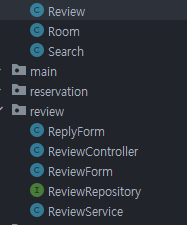 Review
Room
Search
main
reservation
review
ReplyForm
ReviewController
ReviewForm
ReviewRepository
ReviewService